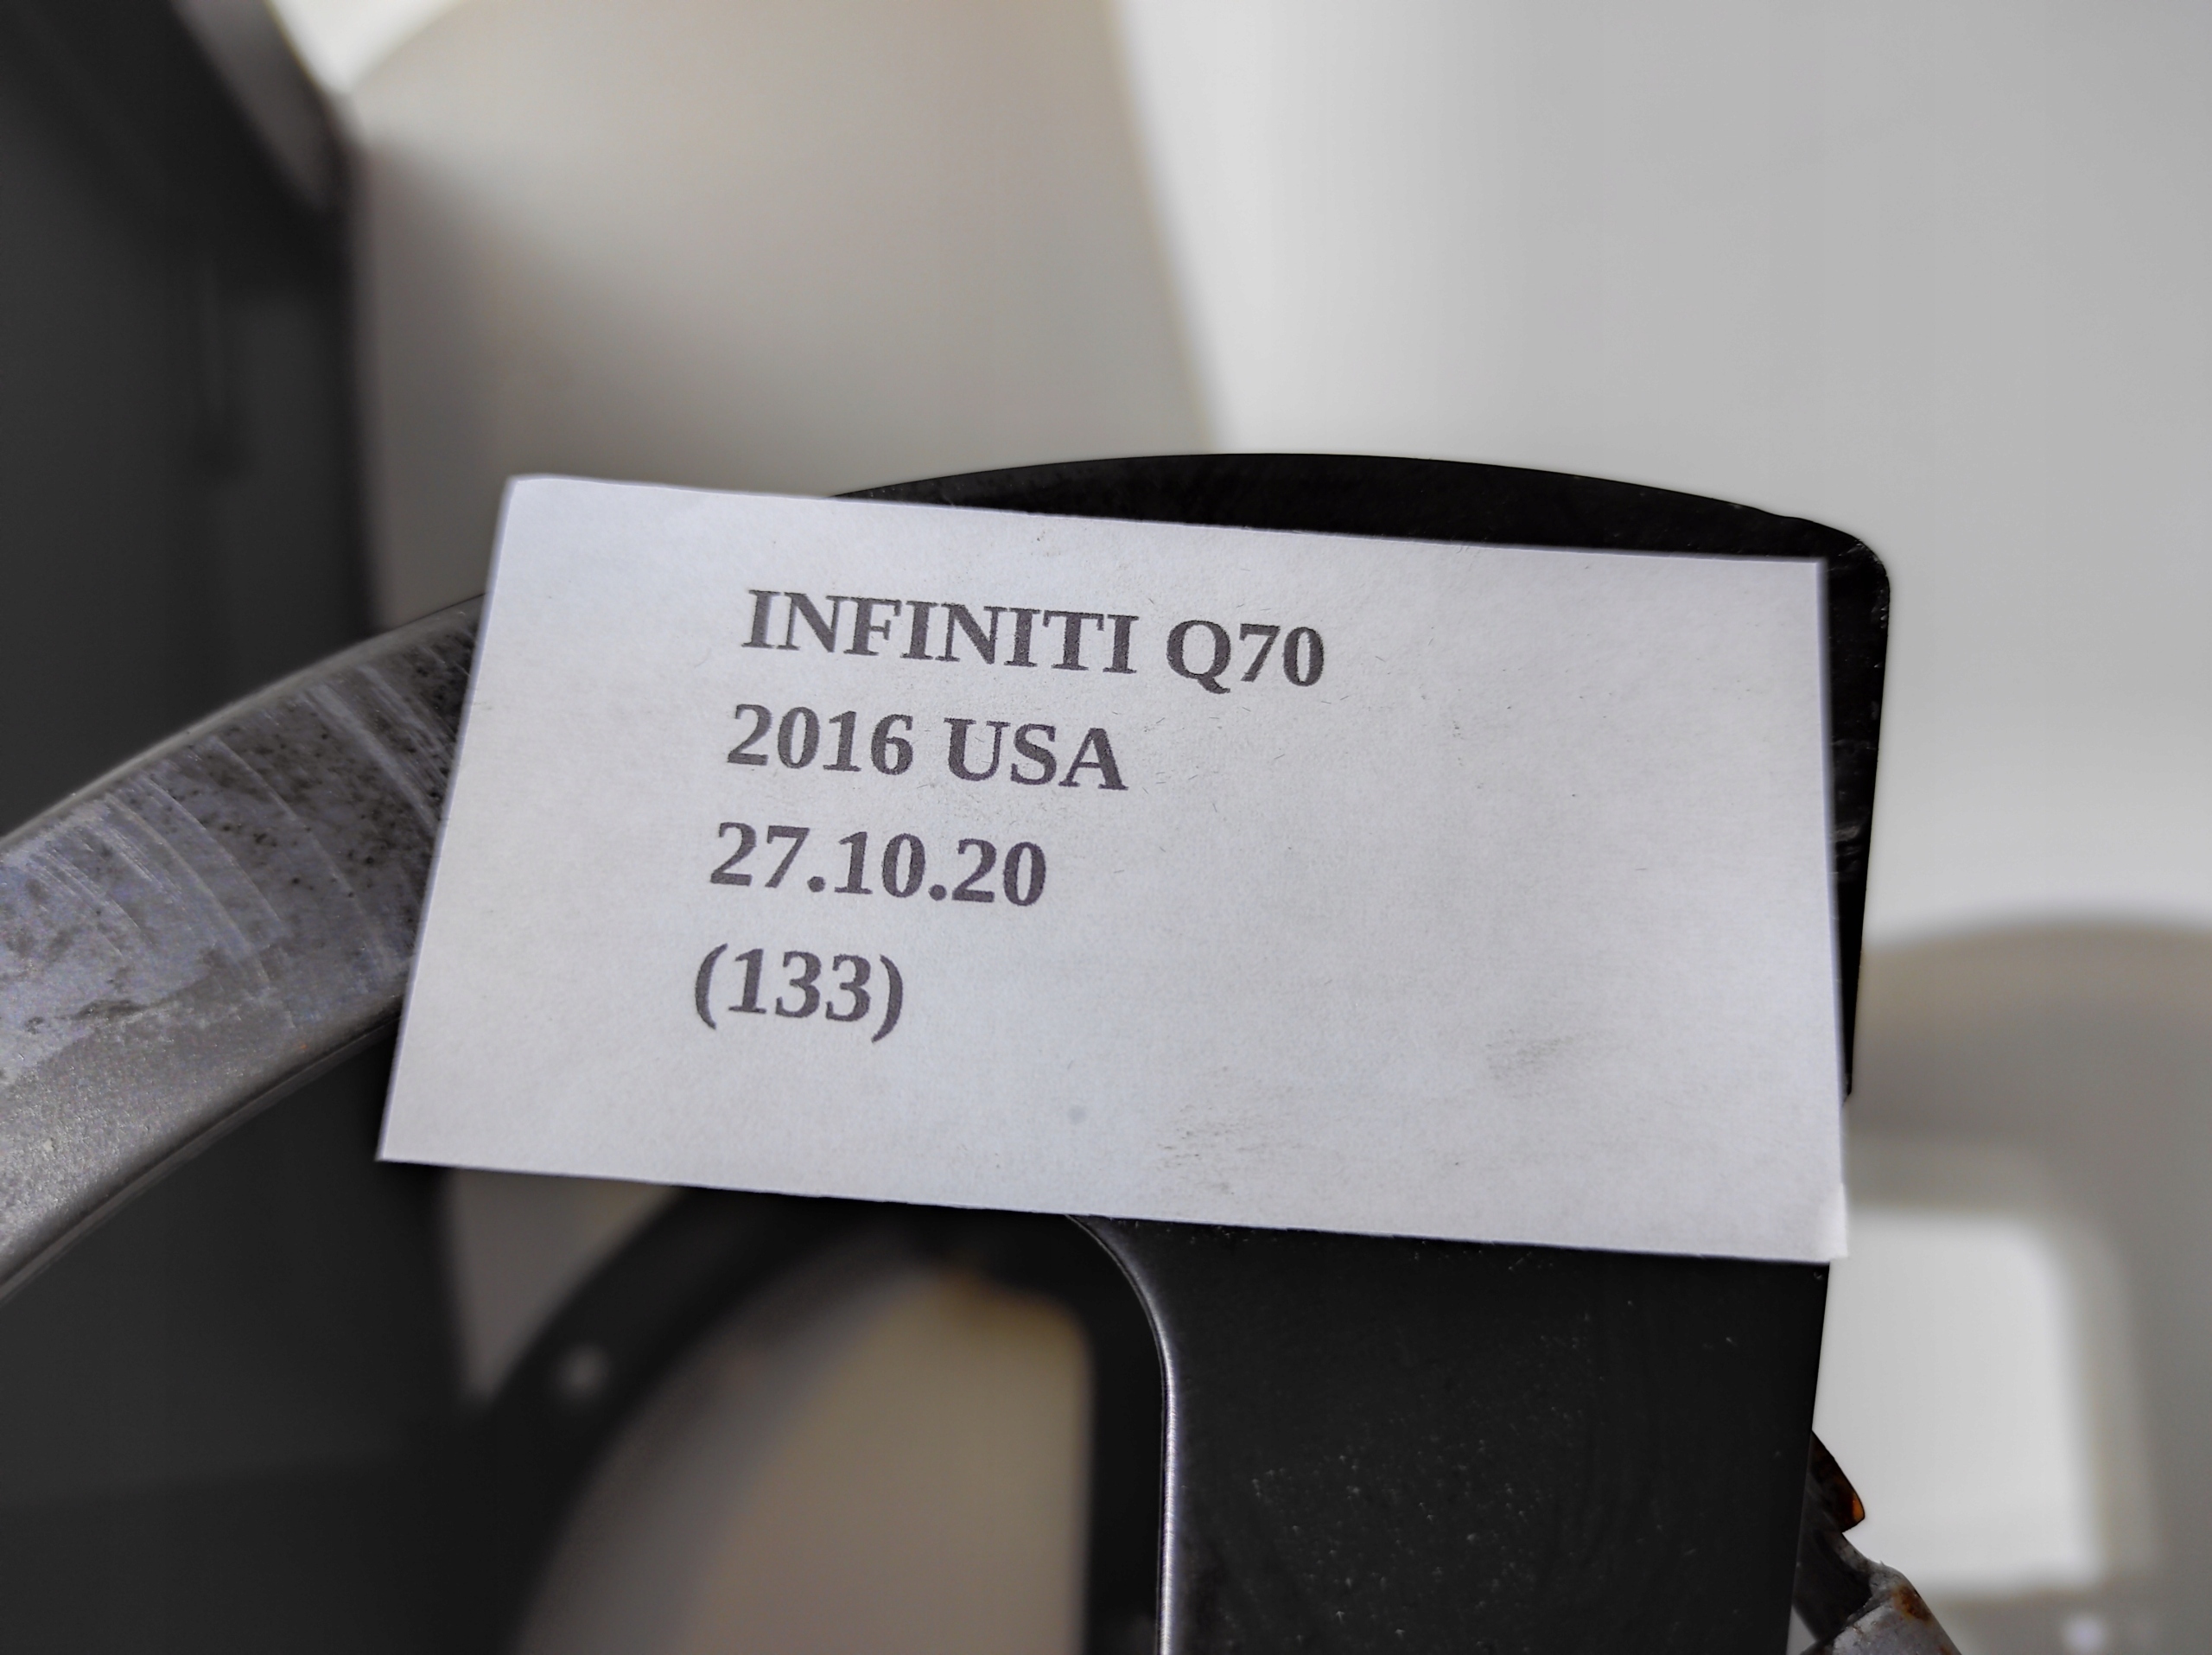 INFINITI Q70
2016 USA
27.10.20
(133)